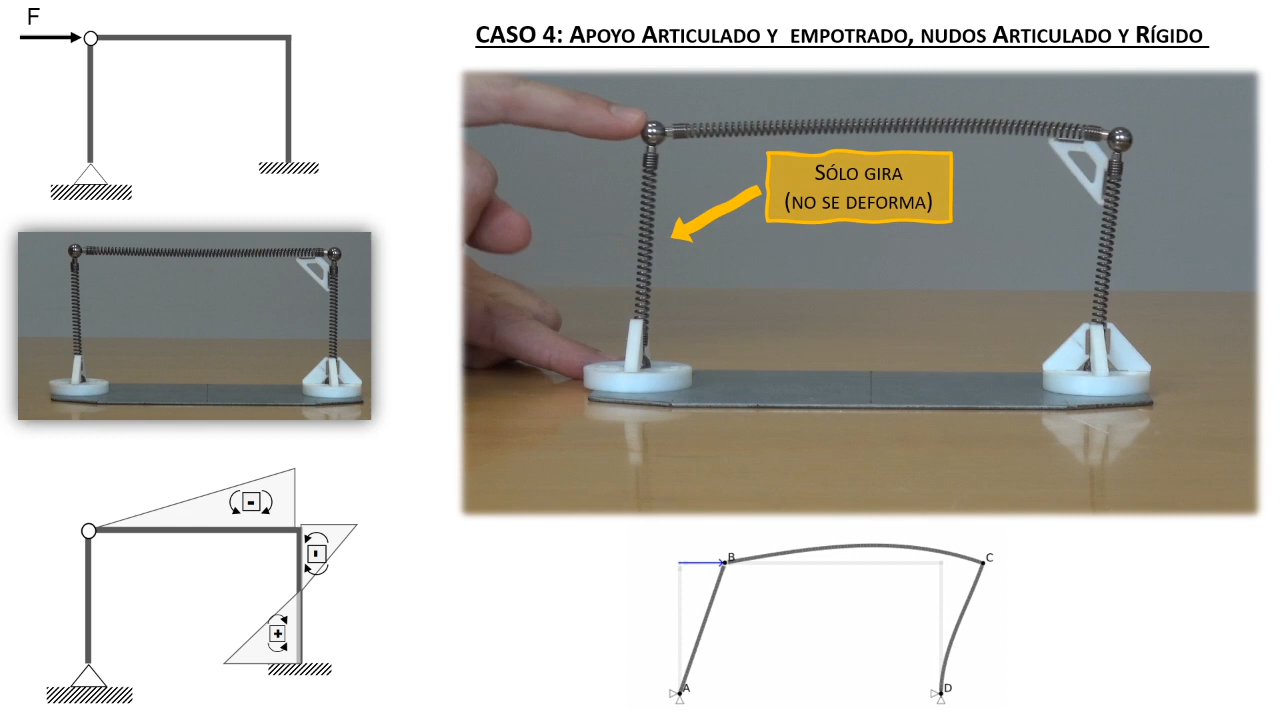 F
CASO 4: APOYO ARTICULADO Y EMPOTRADO, NUDOS ARTICULADO Y RÍGIDO
SÓLO GIRA
(NO SE DEFORMA)
-
-
+
B
C
A
D